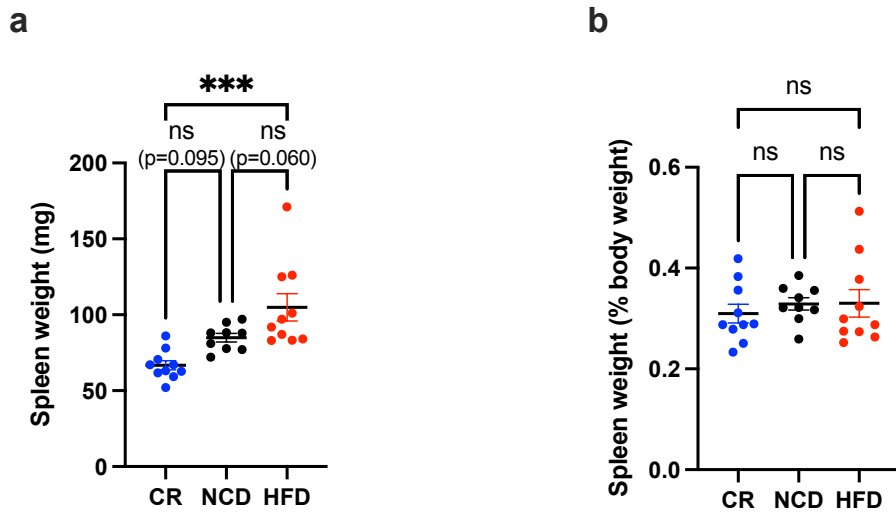 a
***
ns ns
(p=0.095) (p=0.060)
Spleen weight (mg)
200
150
100
50
0
CR NCD HFD
b
ns
ns ns
Spleen weight (% body weight)
0.6
0.4
0.2
0.0
CR NCD HFD